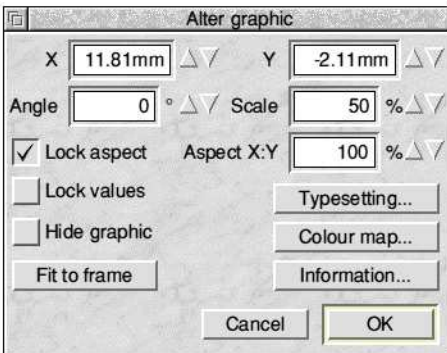 Alter graphic
X 11.81mm Y -2.11mm
Angle 0 ° Scale 50 %
Lock aspect Aspect X:Y 100 %
Lock values
Typesetting...
Hide graphic
Colour map...
Fit to frame Information...
Cancel OK